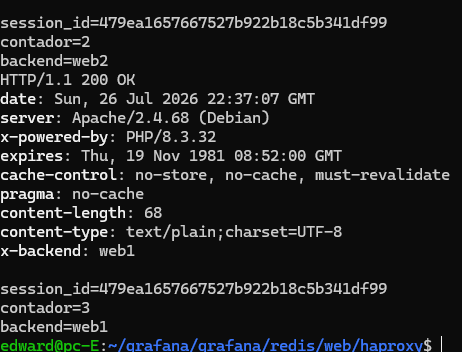 session_id=479ea1657667527b922b18c5b341df99
contador=2
backend=web2
HTTP/1.1 200 OK
date: Sun, 26 Jul 2026 22:37:07 GMT
server: Apache/2.4.68 (Debian)
x-powered-by: PHP/8.3.32
expires: Thu, 19 Nov 1981 08:52:00 GMT
cache-control: no-store, no-cache, must-revalidate
pragma: no-cache
content-length: 68
content-type: text/plain;charset=UTF-8
x-backend: web1
session_id=479ea1657667527b922b18c5b341df99
contador=3
backend=web1
edward@pc-E:~/grafana/grafana/redis/web/haproxy$